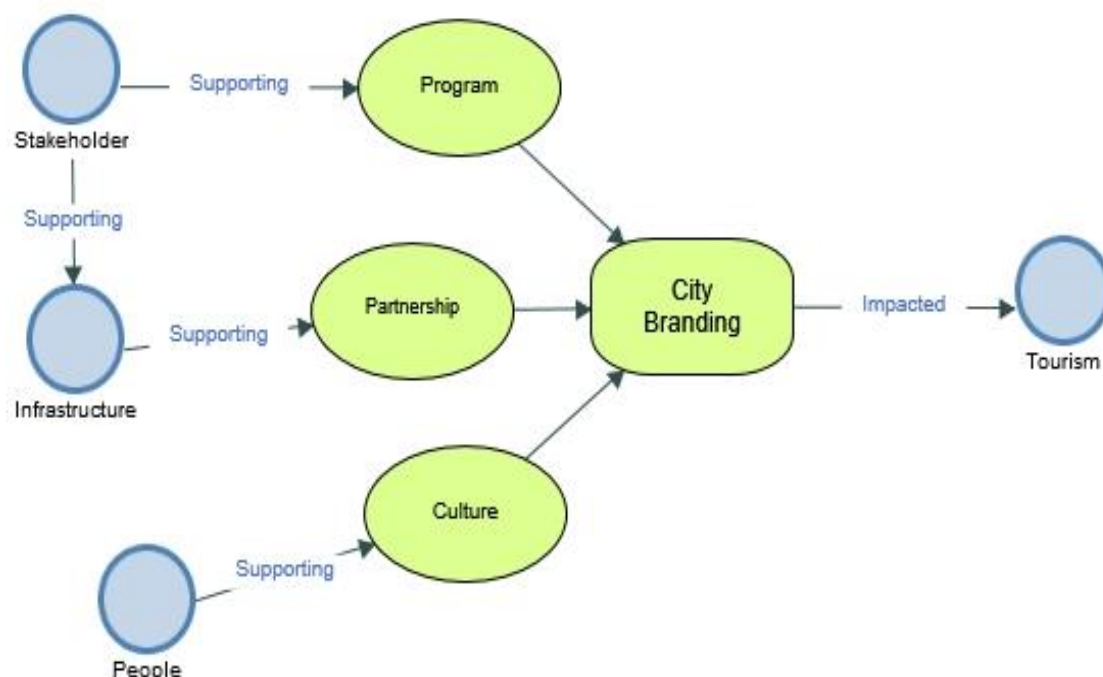 Supporting
Program
Stakeholder
Supporting
City
Branding
Partnership
Impacted
Supporting
Tourism
Infrastructure
Culture
Supporting
People